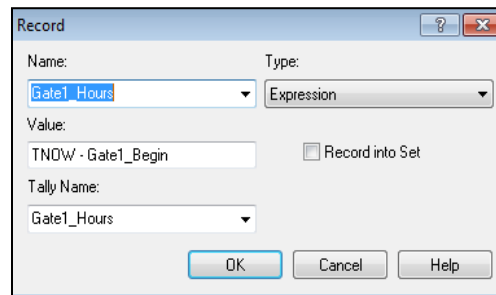 Record
Name: Type:
Gate1_Hours Expression
Value:
TNOW - Gate1_Begin Record into Set
Tally Name:
Gate1_Hours
OK Cancel Help